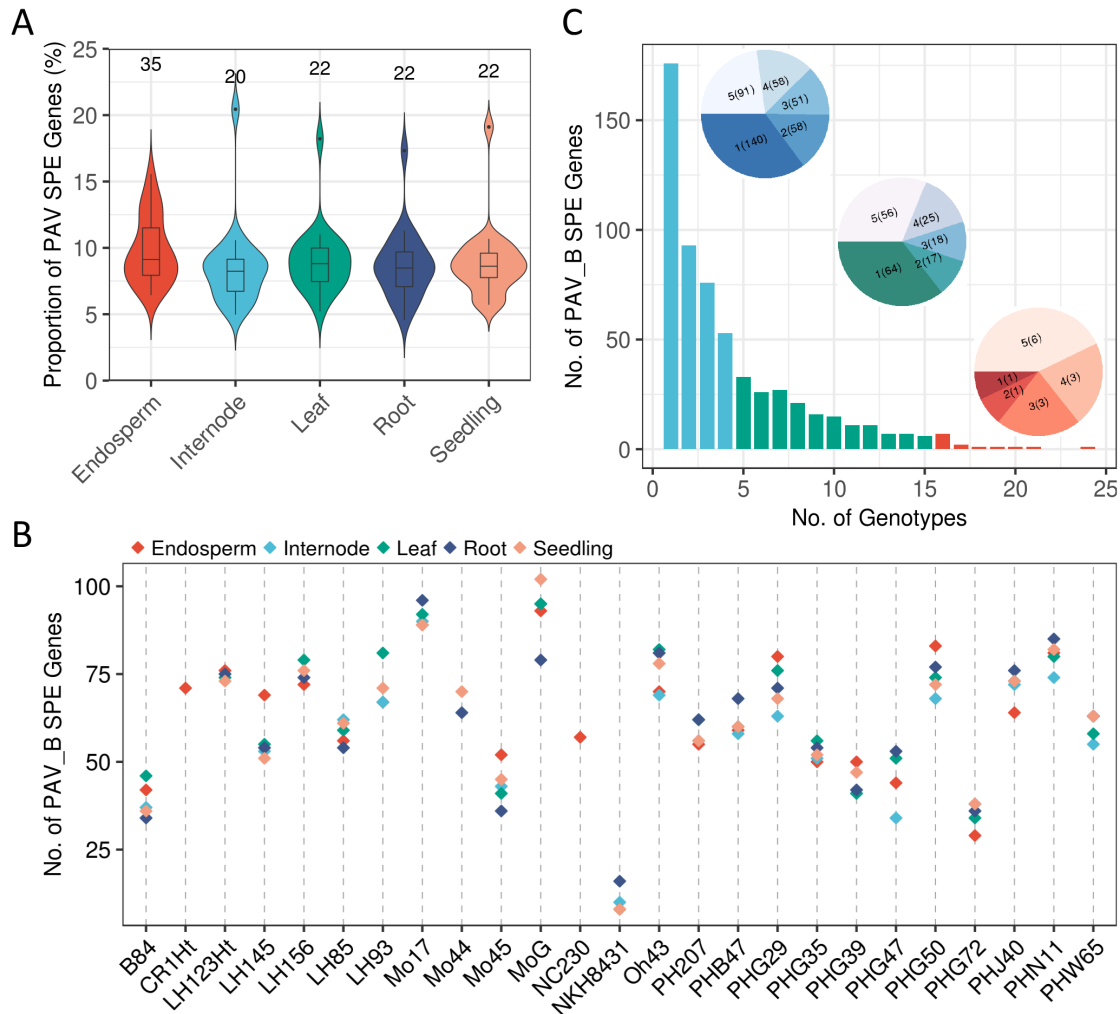 A
Proportion of PAV SPE Genes (%)
25
20
15
10
5
0
35
20
22
22
22
Endosperm
Internode
Leaf
Root
Seedling
C
No. of PAV_B SPE Genes
150
100
50
0
5(91)
4(58)
3(51)
2(58)
1(140)
5(56)
4(25)
3(18)
2(17)
1(64)
5(6)
4(3)
3(3)
2(1)
1(1)
0
5
10
15
20
25
No. of Genotypes
B
Endosperm Internode Leaf Root Seedling
No. of PAV_B SPE Genes
100
75
50
25
B84
CR1Ht
LH123Ht
LH145
LH156
LH85
LH93
Mo17
Mo44
Mo45
MoG
NC230
NKH8431
Oh43
PH207
PHB47
PHG29
PHG35
PHG39
PHG47
PHG50
PHG72
PHJ40
PHN11
PHW65